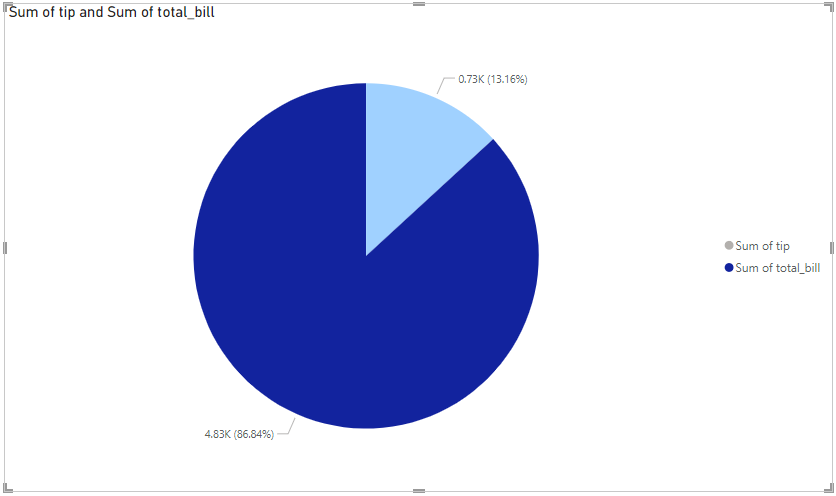 Sum of tip and Sum of total_bill
0.73K (13.16%)
Sum of tip
Sum of total_bill
4.83K (86.84%)